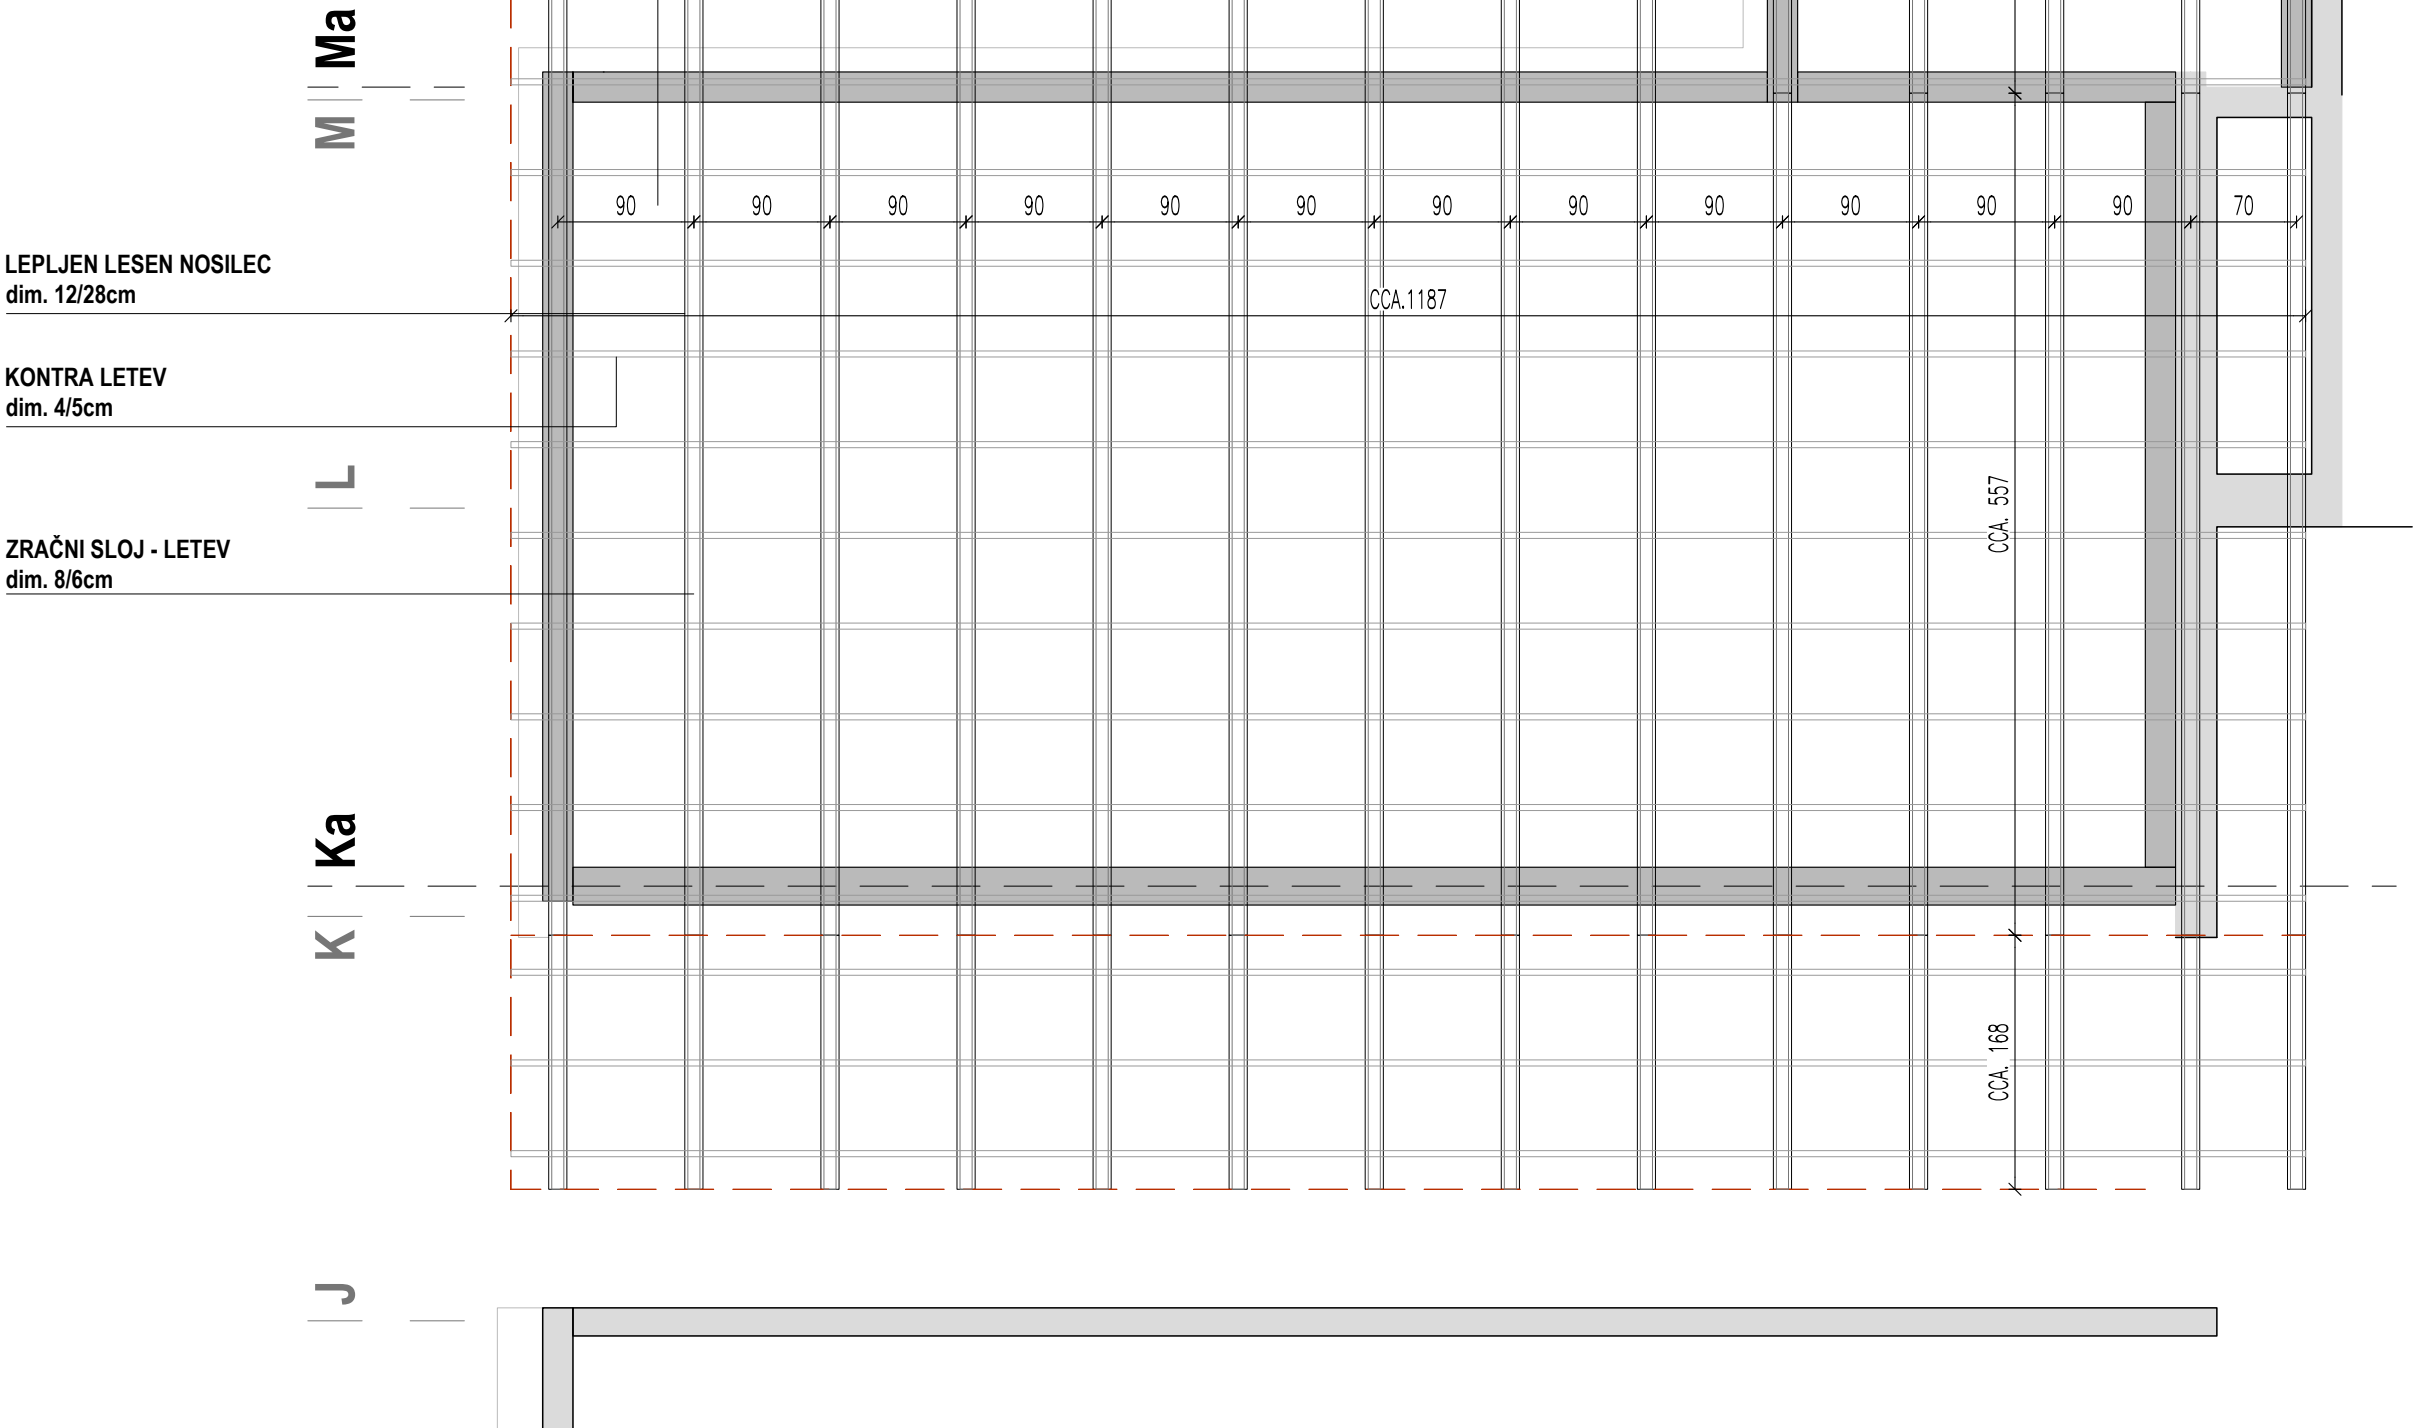 Ma
M
90 90 90 90 90 90 90 90 90 90 90 90 70
LEPLJEN LESEN NOSILEC
dim. 12/28cm
CCA.1187
KONTRA LETEV
dim. 4/5cm
L
CCA. 557
ZRAČNI SLOJ - LETEV
dim. 8/6cm
Ka
K
CCA. 168
J